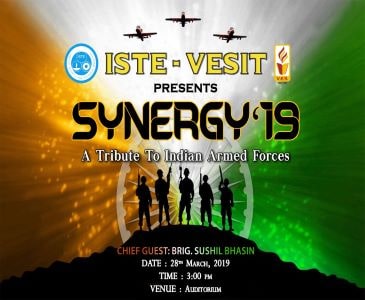 ISTE - VESIT
PRESENTS
SYNERGY'19
A Tribute To Indian Armed Forces
CHIEF GUEST: BRIG. SUSHIL BHASIN
DATE : 28th March, 2019
TIME : 3:00 PM
VENUE : Auditorium